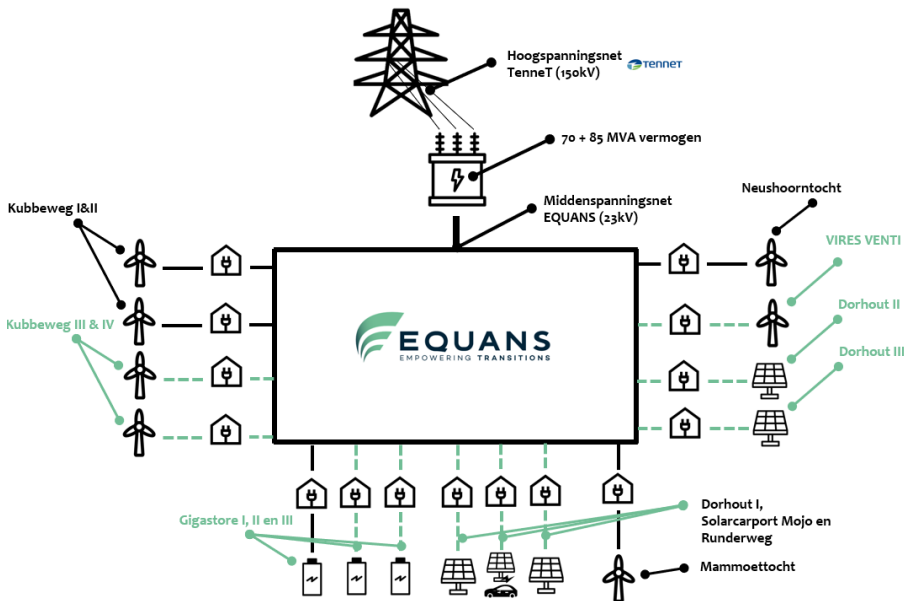 Hoogspanningsnet
TenneT (150kV)
TENNET
70 + 85 MVA vermogen
Middenspanningsnet
EQUANS (23kV)
Neushoorntocht
Kubbeweg I&II
VIRES VENTI
Dorhout II
Kubbeweg III & IV
Dorhout III
EQUANS
EMPOWERING TRANSITIONS
Gigastore I, II en III
Dorhout I,
Solarcarport Mojo en
Runderweg
Mammoettocht